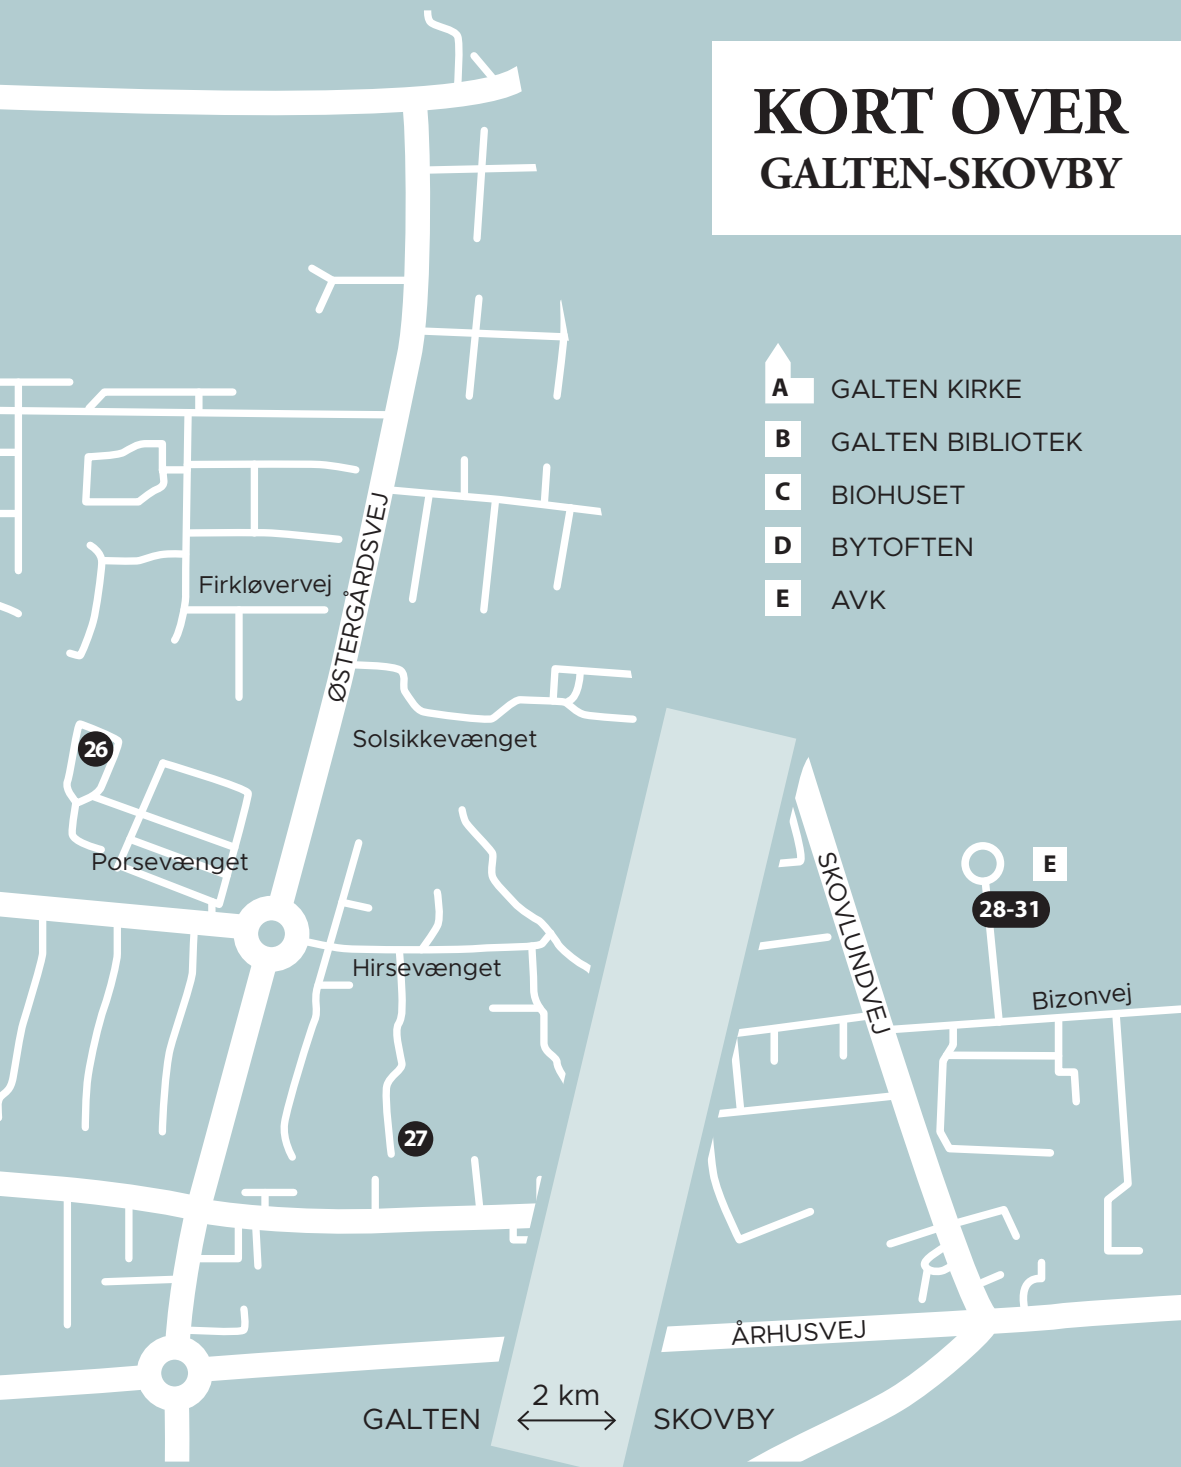 KORT OVER
GALTEN-SKOVBY
A GALTEN KIRKE
B GALTEN BIBLIOTEK
C BIOHUSET
D BYTOFTEN
E AVK
ØSTERGÅRDSVEJ
Firkløvervej
Solsikkevænget
26
Porsevænget
Hirsevænget
27
SKOVLUNDVEJ
E
28-31
Bizonvej
ÅRHUSVEJ
2 km
GALTEN
SKOVBY